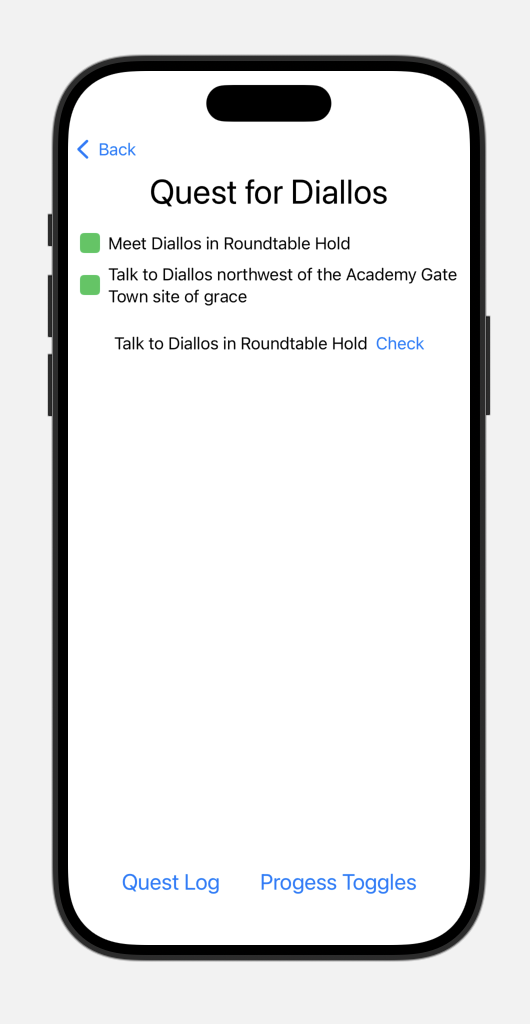 Back
Quest for Diallos
Meet Diallos in Roundtable Hold
Talk to Diallos northwest of the Academy Gate
Town site of grace
Talk to Diallos in Roundtable Hold Check
Quest Log Progess Toggles